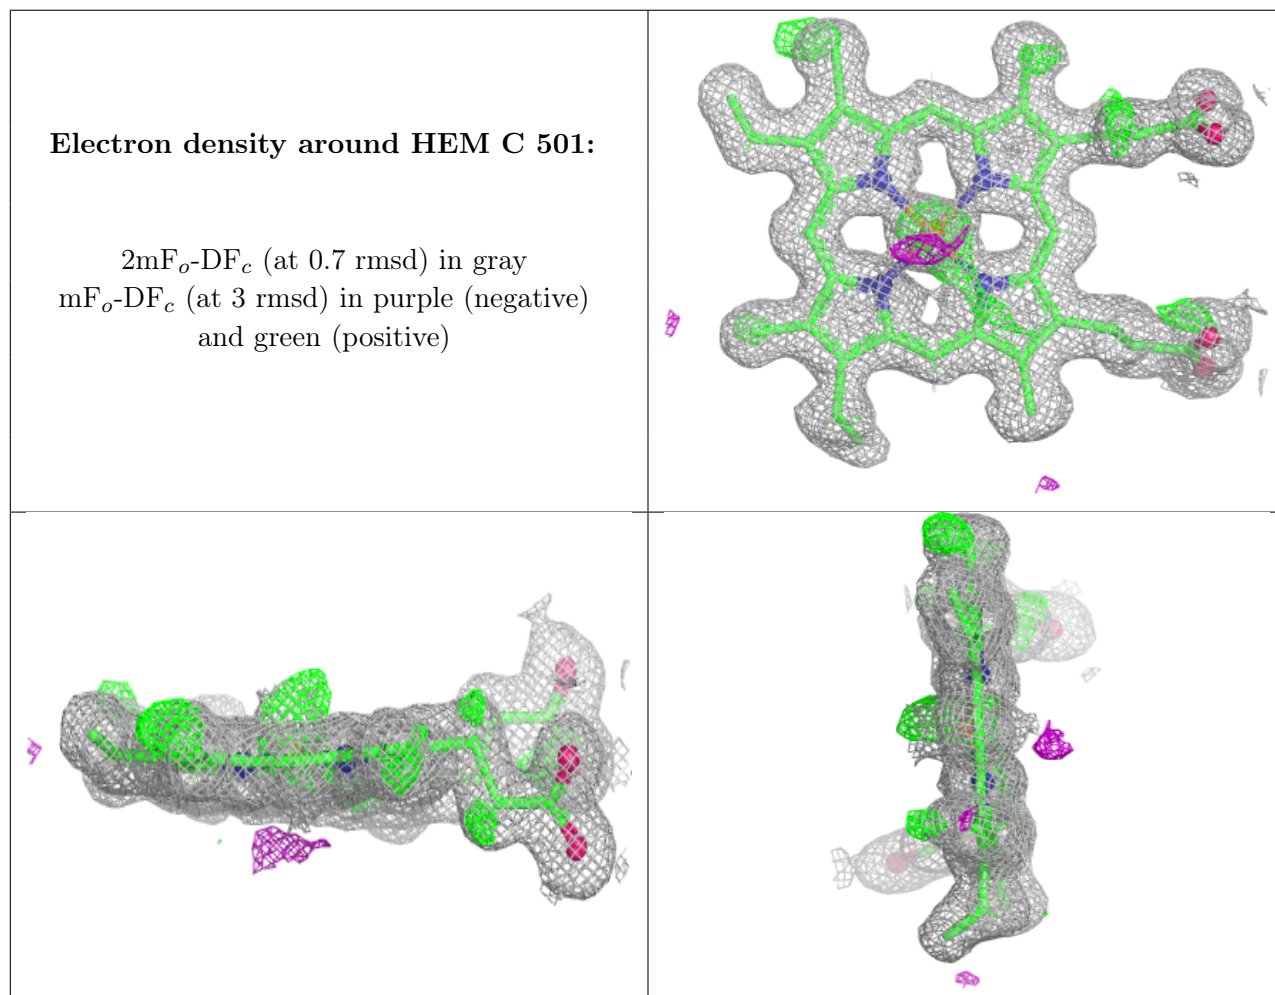 Electron density around HEM C 501:
2mFo-DFc (at 0.7 rmsd) in gray
mFo-DFc (at 3 rmsd) in purple (negative)
and green (positive)